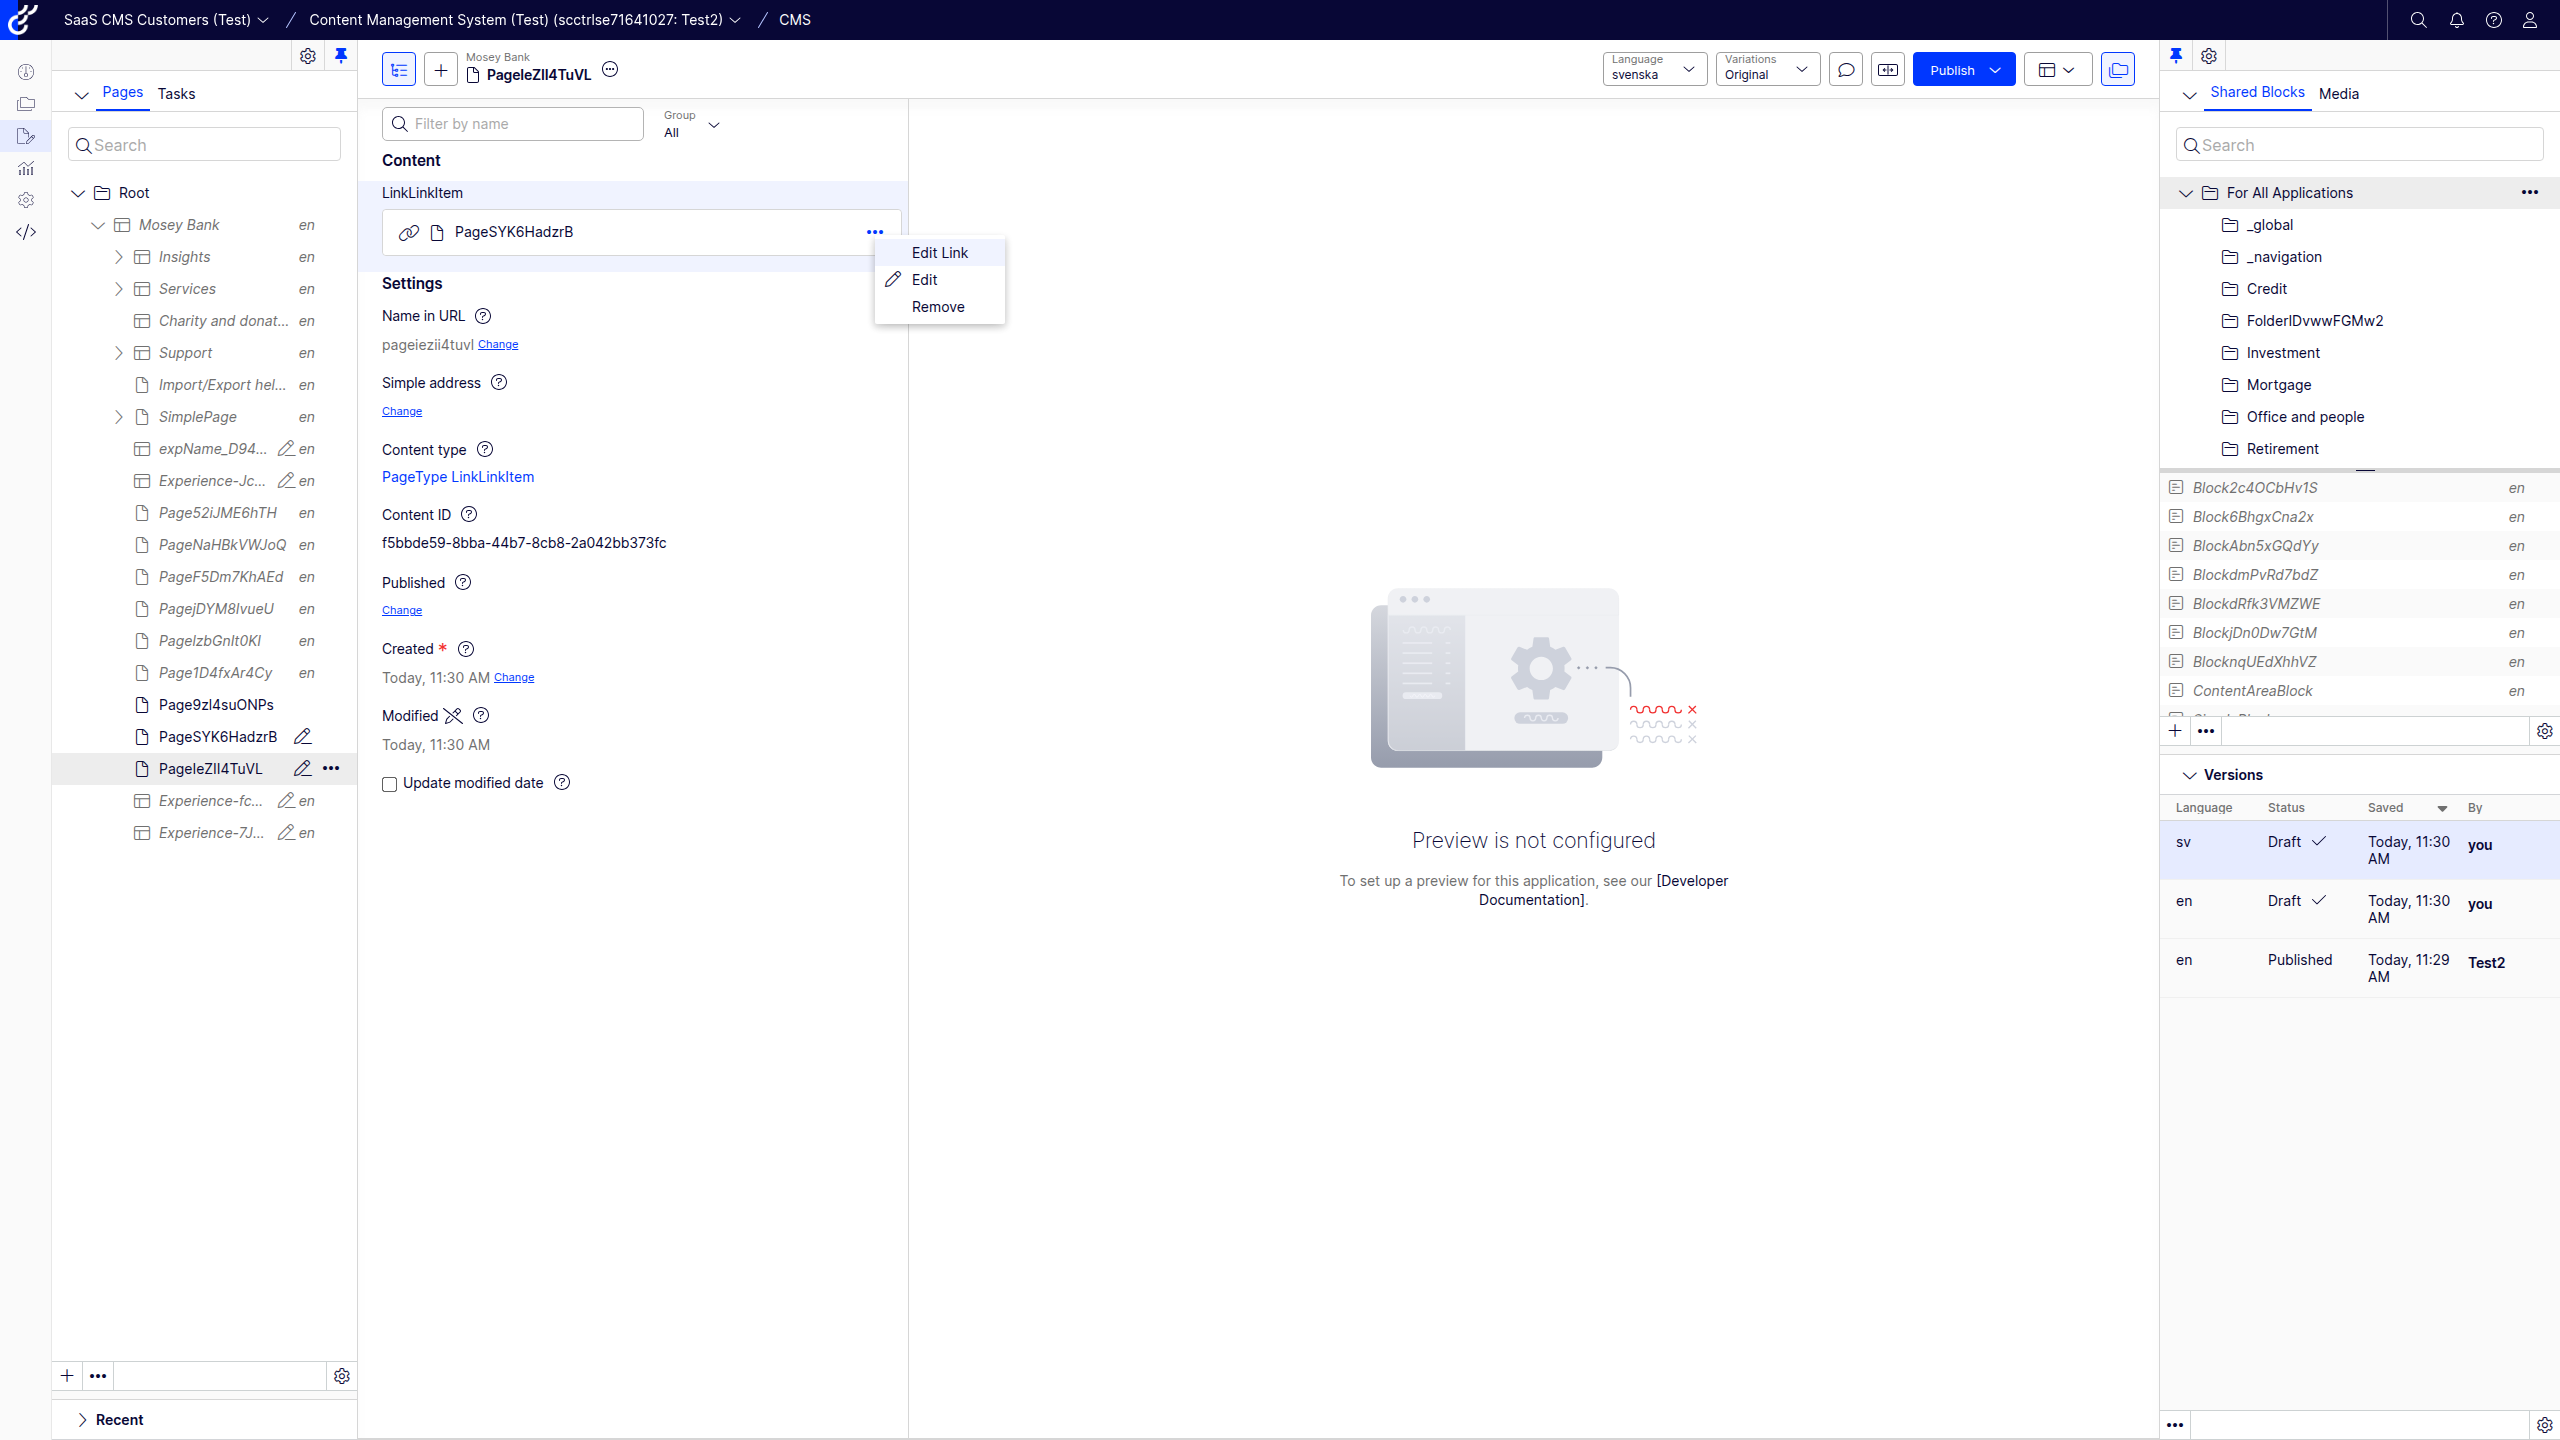 SaaS CMS Customers (Test)
Content Management System (Test) (scctrlse71641027: Test2)
CMS
Pages
Tasks
Search
Root
Mosey Bank en
Insights en
Services en
Charity and donat... en
Support en
Import/Export hel... en
SimplePage en
expName_D94... en
Experience-Jc... en
Page52iJME6hTH en
PageNaHBkVWJoQ en
PageF5Dm7KhAEd en
PagejDYM8IvueU en
PageIzbGnlt0KI en
Page1D4fxAr4Cy en
Page9zI4suONPs
PageSYK6HadzrB
PageIeZII4TuVL
Experience-fc... en
Experience-7J... en
Recent
Mosey Bank
PageIeZII4TuVL
Language
svenska
Variations
Original
Publish
Filter by name
Group
All
Content
LinkLinkItem
PageSYK6HadzrB
Edit Link
Edit
Remove
Settings
Name in URL
pageiezii4tuvl Change
Simple address
Change
Content type
PageType LinkLinkItem
Content ID
f5bbde59-8bba-44b7-8cb8-2a042bb373fc
Published
Change
Created *
Today, 11:30 AM Change
Modified
Today, 11:30 AM
Update modified date
Preview is not configured
To set up a preview for this application, see our [Developer
Documentation].
Shared Blocks
Media
Search
For All Applications
_global
_navigation
Credit
FolderIDvwwFGMw2
Investment
Mortgage
Office and people
Retirement
Block2c4OCbHv1S en
Block6BhgxCna2x en
BlockAbn5xGQdYy en
BlockdmPvRd7bdZ en
BlockdRfk3VMZWE en
BlockjDn0Dw7GtM en
BlocknqUEdXhhVZ en
ContentAreaBlock en
Versions
Language Status Saved By
sv Draft Today, 11:30 AM you
en Draft Today, 11:30 AM you
en Published Today, 11:29 AM Test2